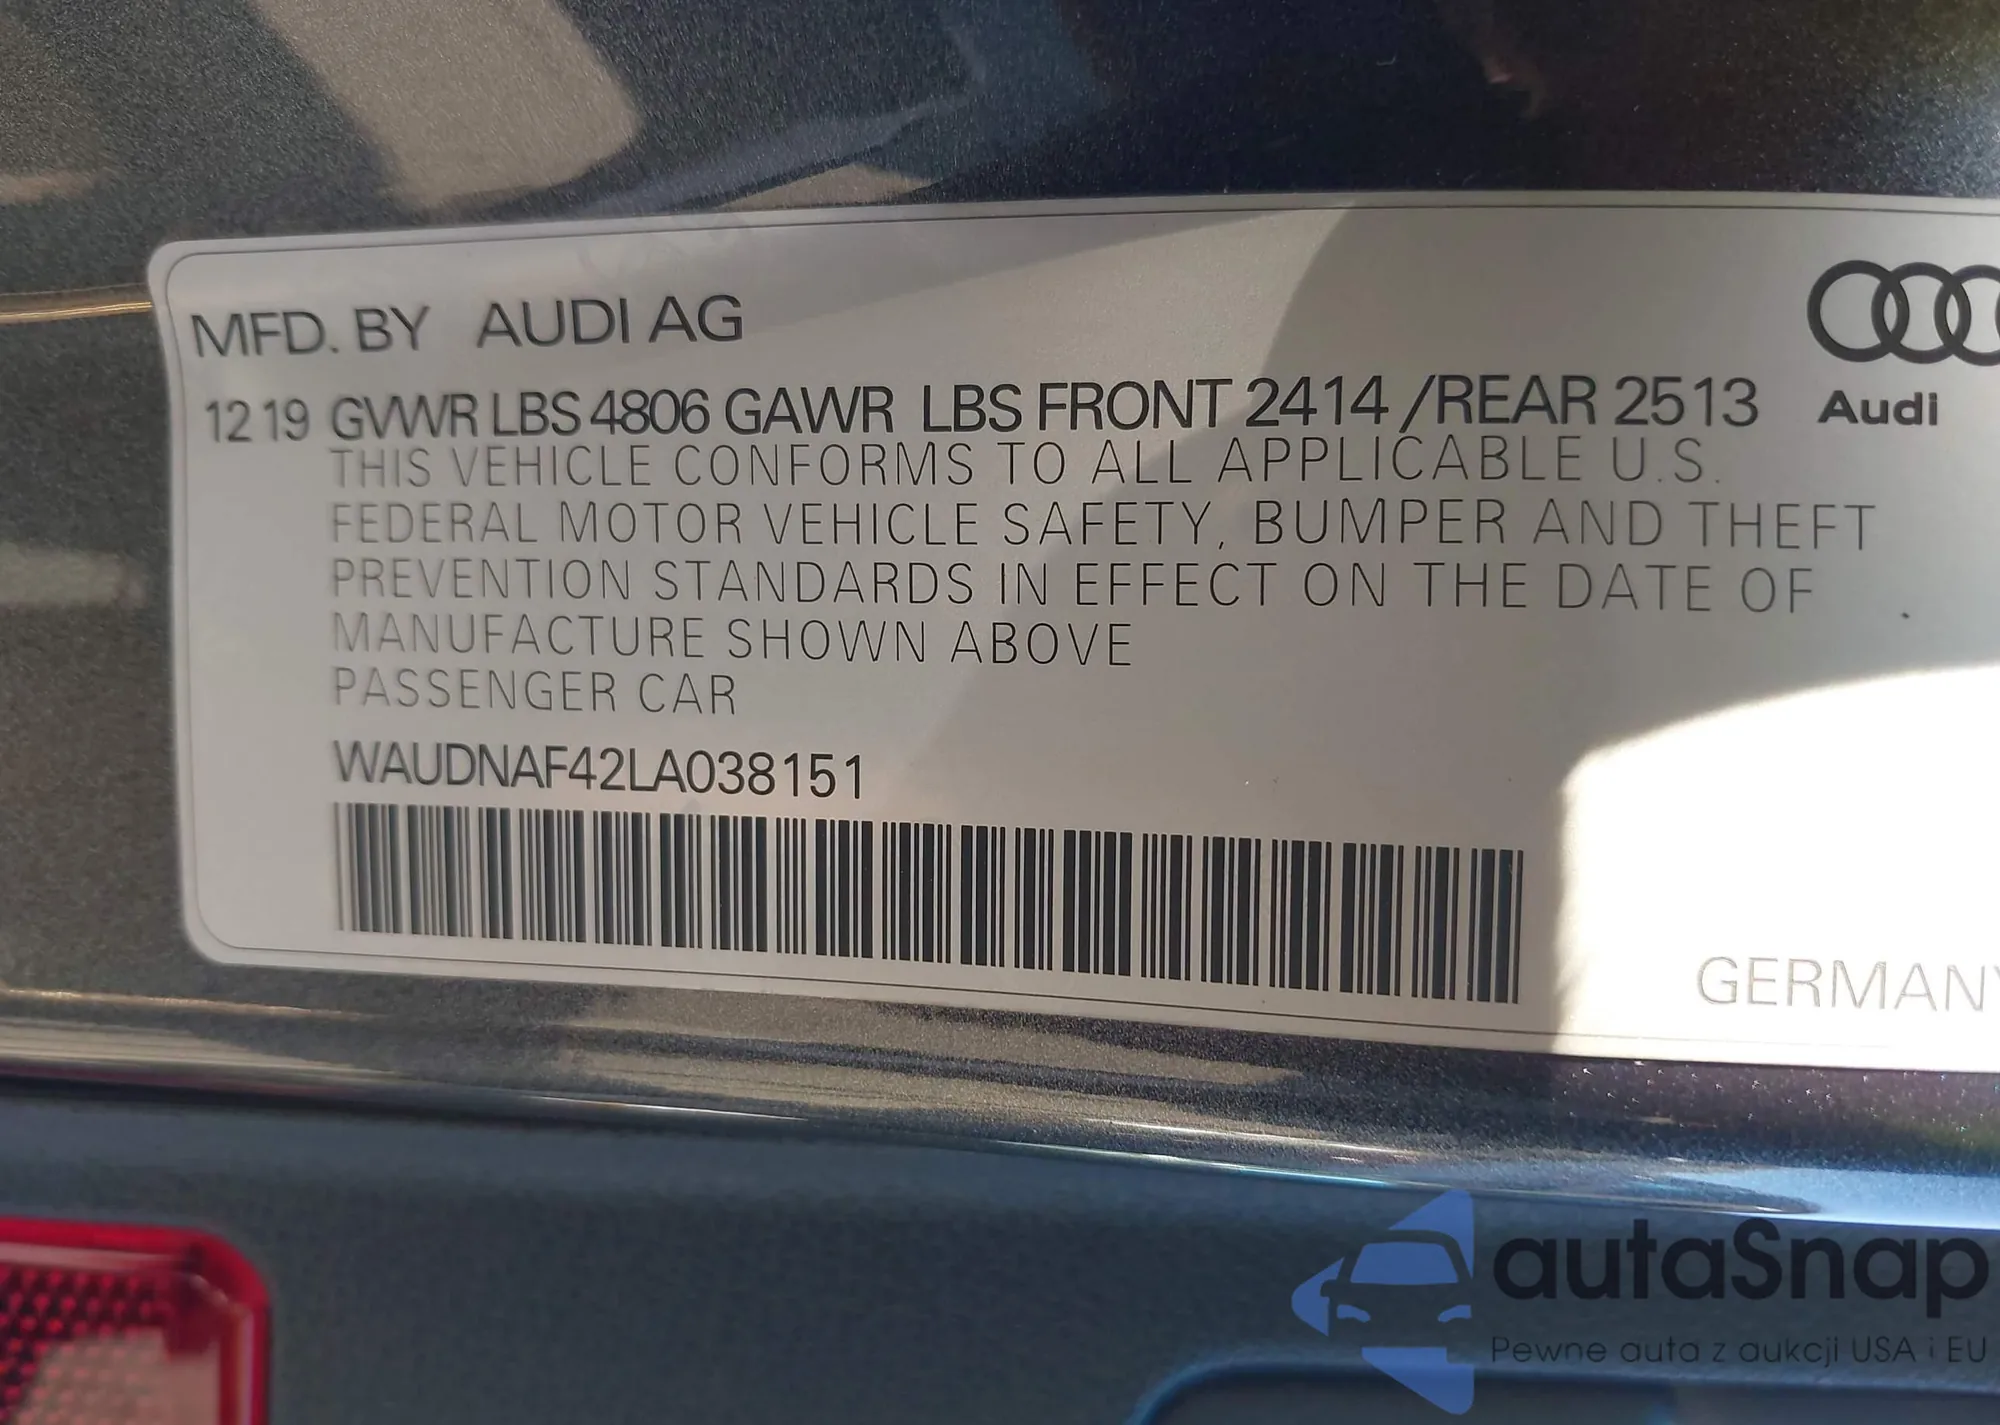 MFD. BY AUDI AG
12 19 GVWR LBS 4806 GAWR LBS FRONT 2414 /REAR 2513
Audi
THIS VEHICLE CONFORMS TO ALL APPLICABLE U.S.
FEDERAL MOTOR VEHICLE SAFETY, BUMPER AND THEFT
PREVENTION STANDARDS IN EFFECT ON THE DATE OF
MANUFACTURE SHOWN ABOVE
PASSENGER CAR
WAUDNAF42LA038151
GERMANY
autaSnap
Pewne auta z aukcji USA i EU